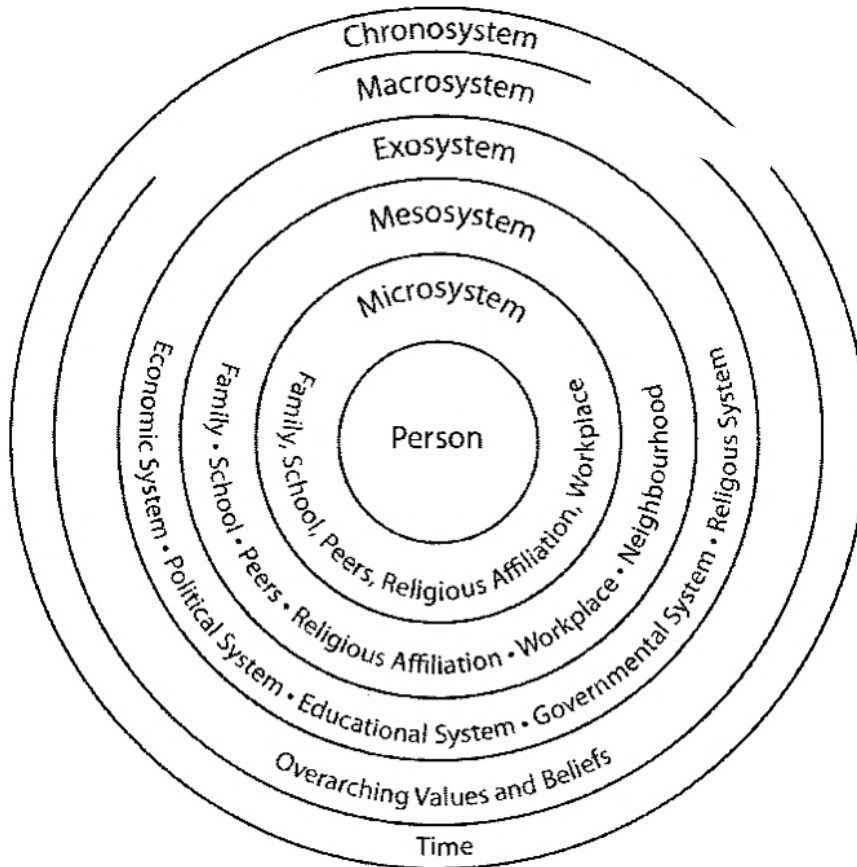 Chronosystem
Macrosystem
Exosystem
Mesosystem
Microsystem
Person
Family, School, Peers, Religious Affiliation, Workplace
Family • School • Peers • Religious Affiliation • Workplace • Neighbourhood
Economic System • Political System • Educational System • Governmental System • Religous System
Overarching Values and Beliefs
Time